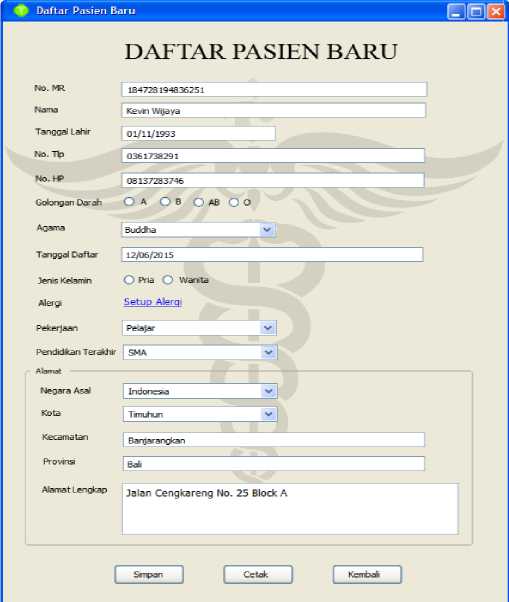 Daftar Pasien Baru
DAFTAR PASIEN BARU
No. MR 184728194836251
Nama Kevin Wijaya
Tanggal Lahir 01/11/1993
No. Tlp 0361738291
No. HP 08137283746
Golongan Darah A B AB O
Agama Buddha
Tanggal Daftar 12/06/2015
Jenis Kelamin Pria Wanita
Alergi Setup Alergi
Pekerjaan Pelajar
Pendidikan Terakhir SMA
Alamat
Negara Asal Indonesia
Kota Timuhun
Kecamatan Banjarangkan
Provinsi Bali
Alamat Lengkap Jalan Cengkareng No. 25 Block A
Simpan Cetak Kembali